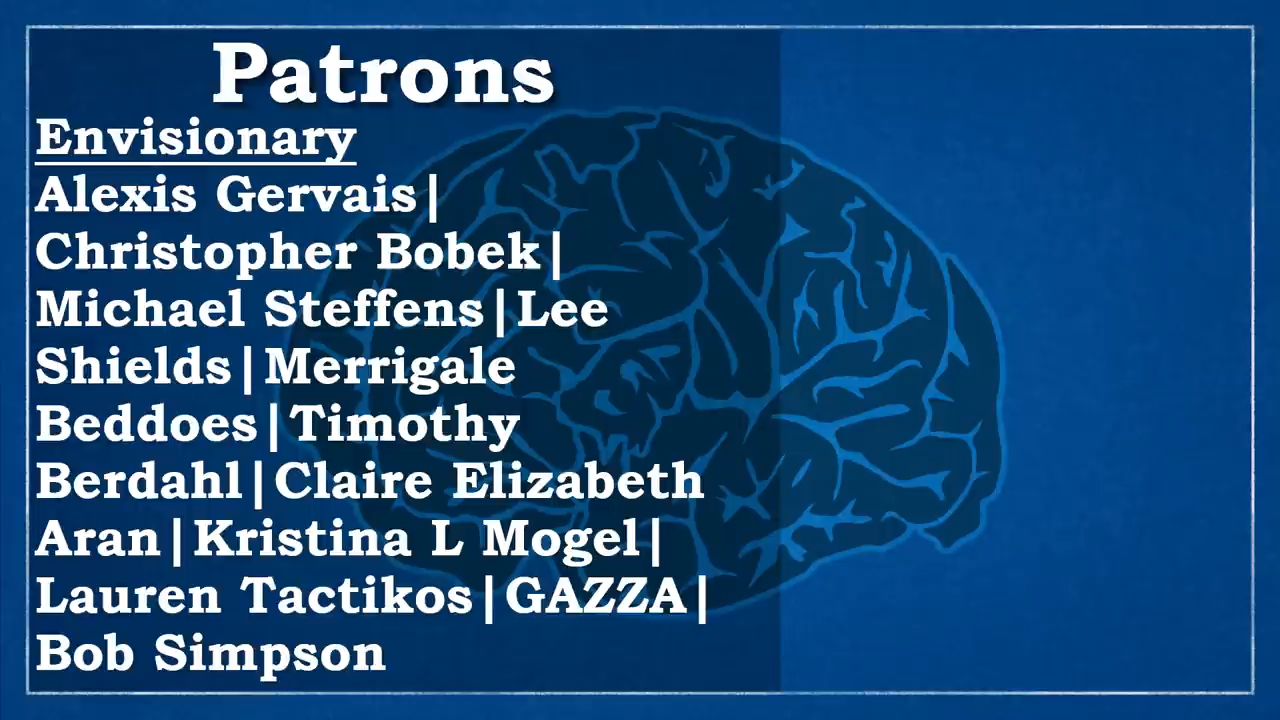 Patrons
Envisionary
Alexis Gervais|
Christopher Bobek|
Michael Steffens|Lee
Shields|Merrigale
Beddoes|Timothy
Berdahl|Claire Elizabeth
Aran|Kristina L Mogel|
Lauren Tactikos|GAZZA|
Bob Simpson